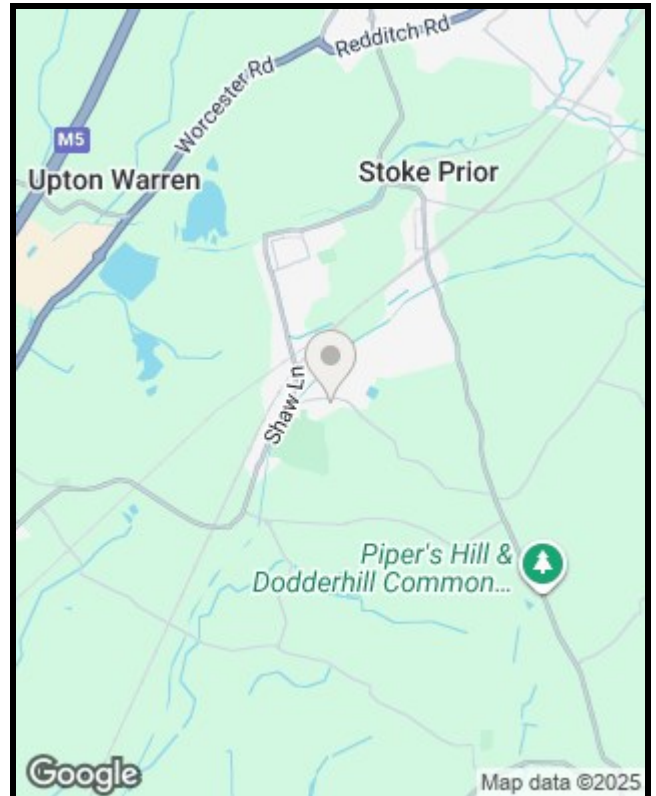 Redditch Rd
Worcester Rd
M5
Upton Warren
Stoke Prior
Shaw Ln
Piper's Hill &
Dodderhill Common...
Google
Map data ©2025